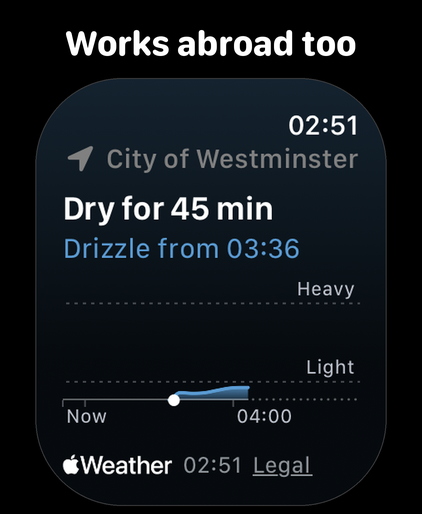 Works abroad too
02:51
City of Westminster
Dry for 45 min
Drizzle from 03:36
Heavy
Light
Now 04:00
Weather 02:51 Legal